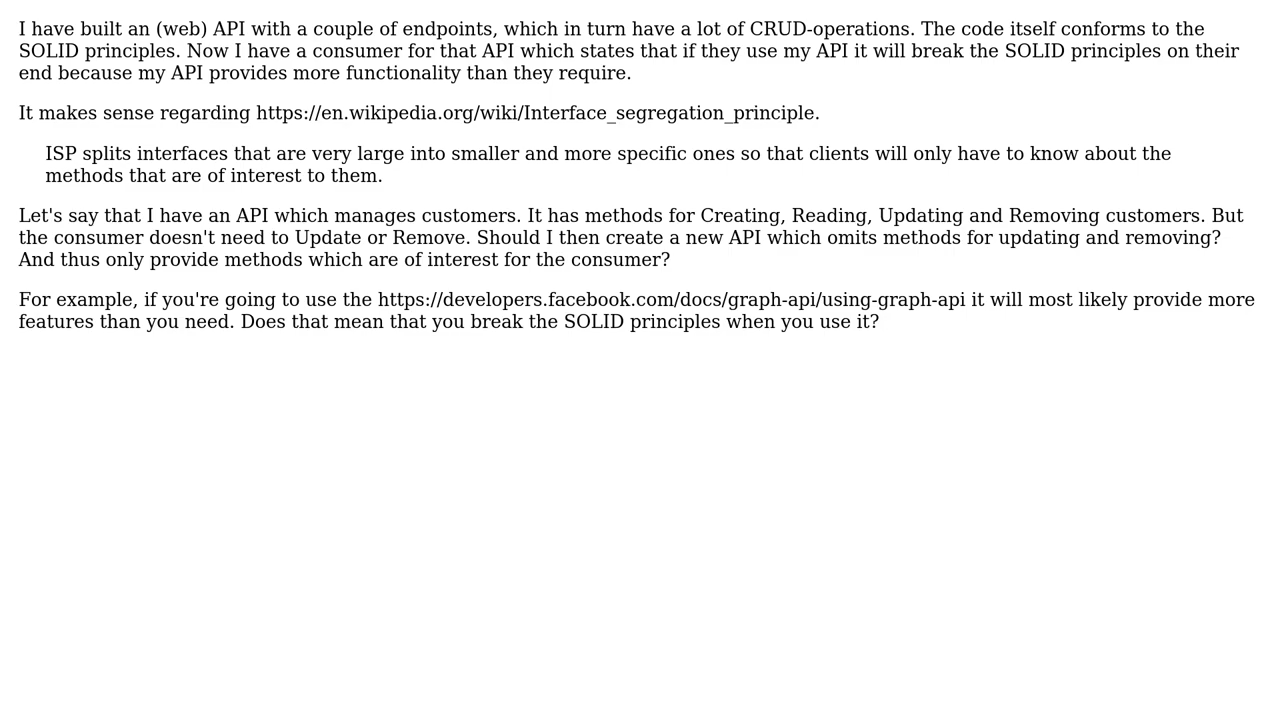 I have built an (web) API with a couple of endpoints, which in turn have a lot of CRUD-operations. The code itself conforms to the
SOLID principles. Now I have a consumer for that API which states that if they use my API it will break the SOLID principles on their
end because my API provides more functionality than they require.
It makes sense regarding https://en.wikipedia.org/wiki/Interface_segregation_principle.
ISP splits interfaces that are very large into smaller and more specific ones so that clients will only have to know about the
methods that are of interest to them.
Let's say that I have an API which manages customers. It has methods for Creating, Reading, Updating and Removing customers. But
the consumer doesn't need to Update or Remove. Should I then create a new API which omits methods for updating and removing?
And thus only provide methods which are of interest for the consumer?
For example, if you're going to use the https://developers.facebook.com/docs/graph-api/using-graph-api it will most likely provide more
features than you need. Does that mean that you break the SOLID principles when you use it?